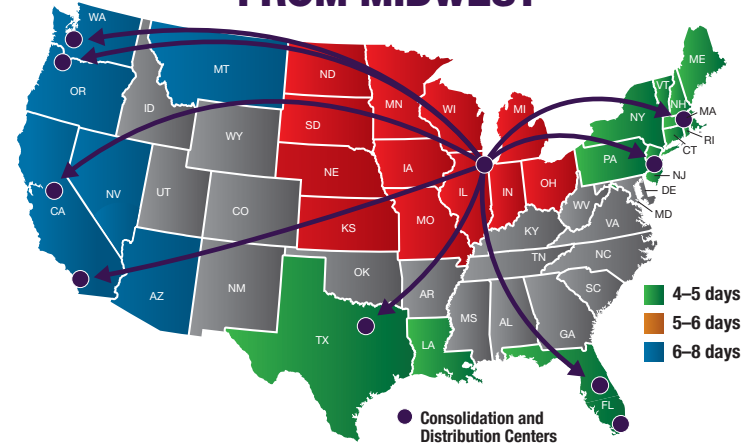 FROM MIDWEST
WA
OR
CA
ID
NV
MT
WY
UT
AZ
CO
NM
ND
SD
NE
KS
OK
TX
MN
IA
MO
AR
LA
WI
IL
MI
IN
OH
KY
TN
MS
AL
GA
FL
SC
NC
VA
WV
PA
NY
VT
NH
ME
MA
RI
CT
NJ
DE
MD
4–5 days
5–6 days
6–8 days
Consolidation and
Distribution Centers